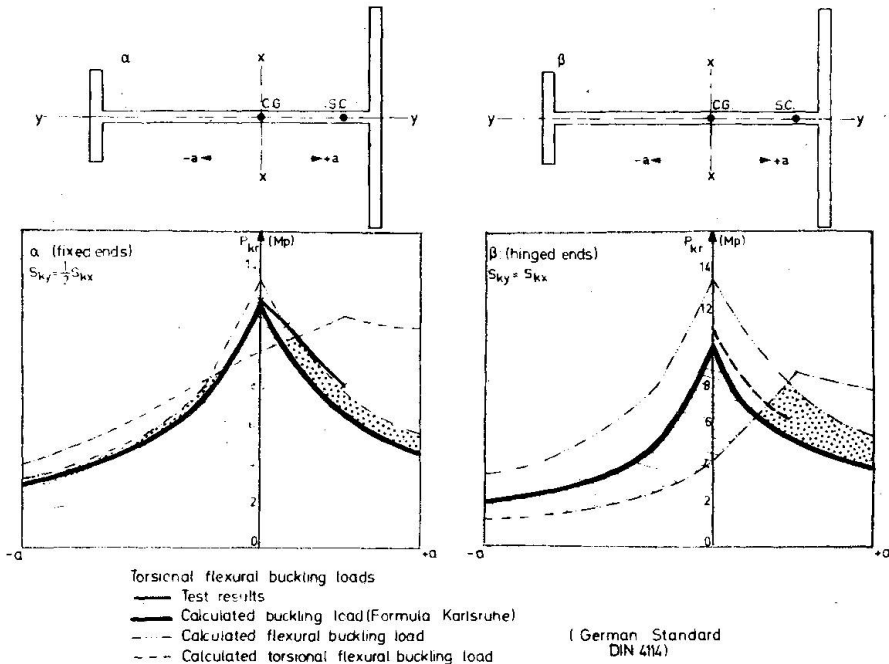 α
x
C.G.
S.C.
y
y
-a
+a
x
β
x
C.G.
S.C.
y
y
-a
+a
x
α (fixed ends)
P_kr (Mp)
S_ky = 1/2 S_kx
2
0
-a
+a
β (hinged ends)
P_kr (Mp)
S_ky = S_kx
14
12
10
8
6
4
2
0
-a
+a
Torsional flexural buckling loads
Test results
Calculated buckling load (Formula Karlsruhe)
Calculated flexural buckling load
Calculated torsional flexural buckling load
(German Standard
DIN 4114)